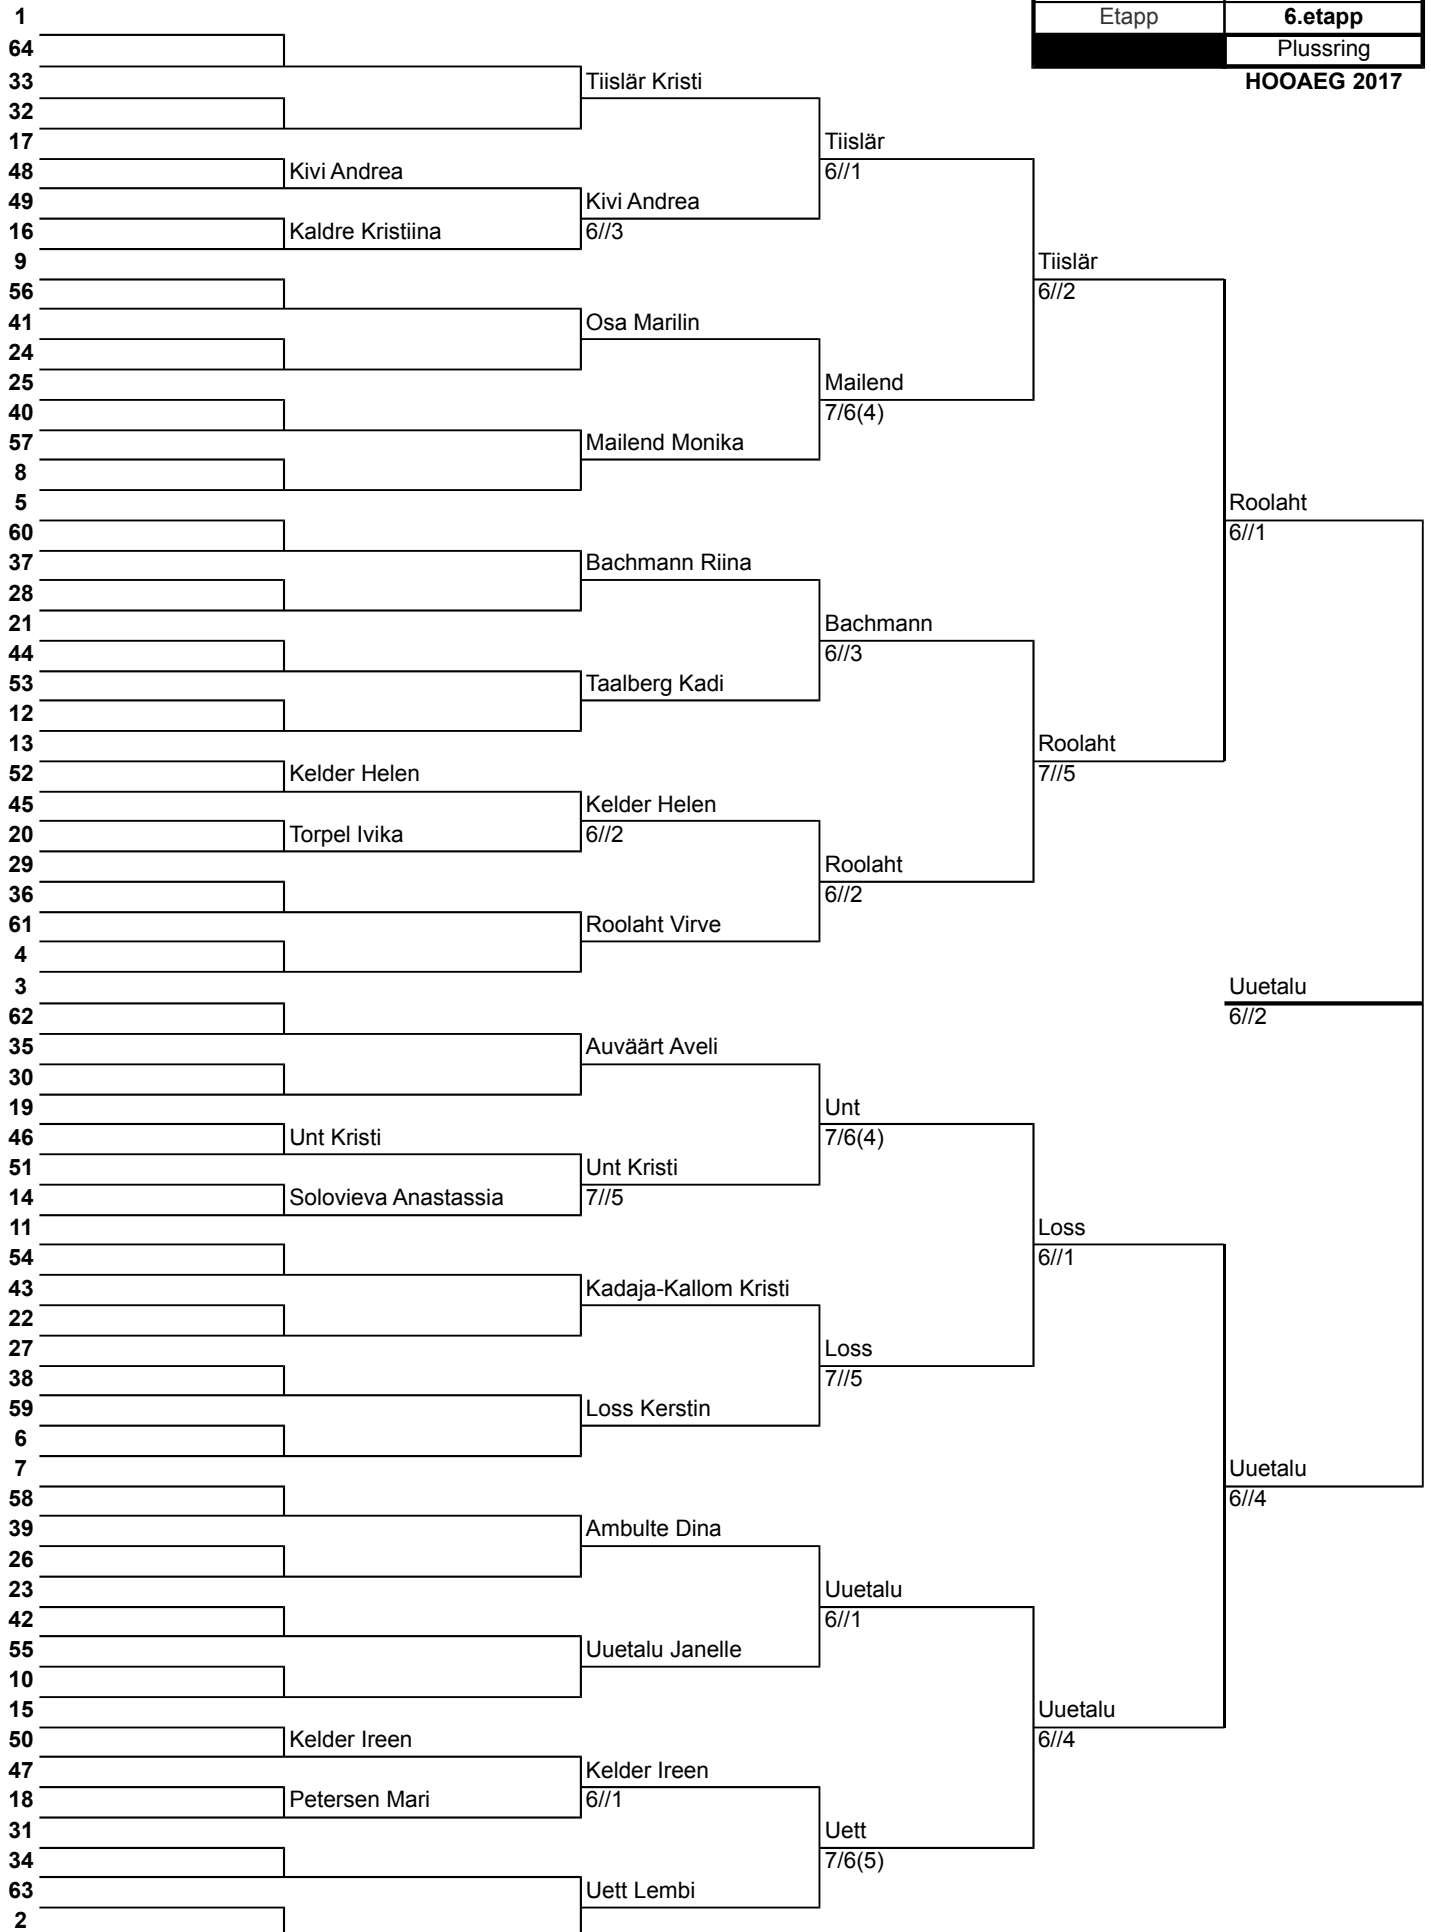 1
Etapp 6.etapp
64
Plussring
33 Tiislär Kristi HOOAEG 2017
32
17 Tiislär
48 Kivi Andrea 6//1
49 Kivi Andrea
16 Kaldre Kristiina 6//3
9 Tiislär
56 6//2
41 Osa Marilin
24
25 Mailend
40 7/6(4)
57 Mailend Monika
8
5 Roolaht
60 6//1
37 Bachmann Riina
28
21 Bachmann
44 6//3
53 Taalberg Kadi
12
13 Roolaht
52 Kelder Helen 7//5
45 Kelder Helen
20 Torpel Ivika 6//2
29 Roolaht
36 6//2
61 Roolaht Virve
4
3 Uuetalu
62 6//2
35 Auväärt Aveli
30
19 Unt
46 Unt Kristi 7/6(4)
51 Unt Kristi
14 Solovieva Anastassia 7//5
11 Loss
54 6//1
43 Kadaja-Kallom Kristi
22
27 Loss
38 7//5
59 Loss Kerstin
6
7 Uuetalu
58 6//4
39 Ambulte Dina
26
23 Uuetalu
42 6//1
55 Uuetalu Janelle
10
15 Uuetalu
50 Kelder Ireen 6//4
47 Kelder Ireen
18 Petersen Mari 6//1
31 Uett
34 7/6(5)
63 Uett Lembi
2